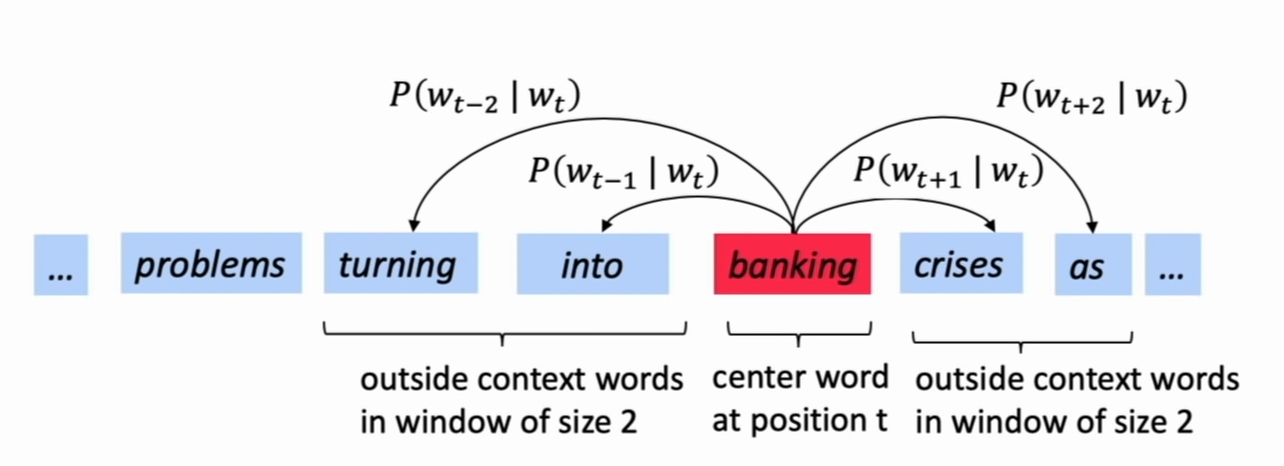 P(w_{t-2} | w_t)
P(w_{t+2} | w_t)
P(w_{t-1} | w_t)
P(w_{t+1} | w_t)
... problems turning into banking crises as ...
outside context words
in window of size 2
center word
at position t
outside context words
in window of size 2